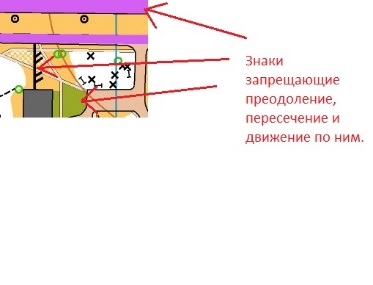 Знаки
запрещающие
преодоление,
пересечение и
движение по ним.